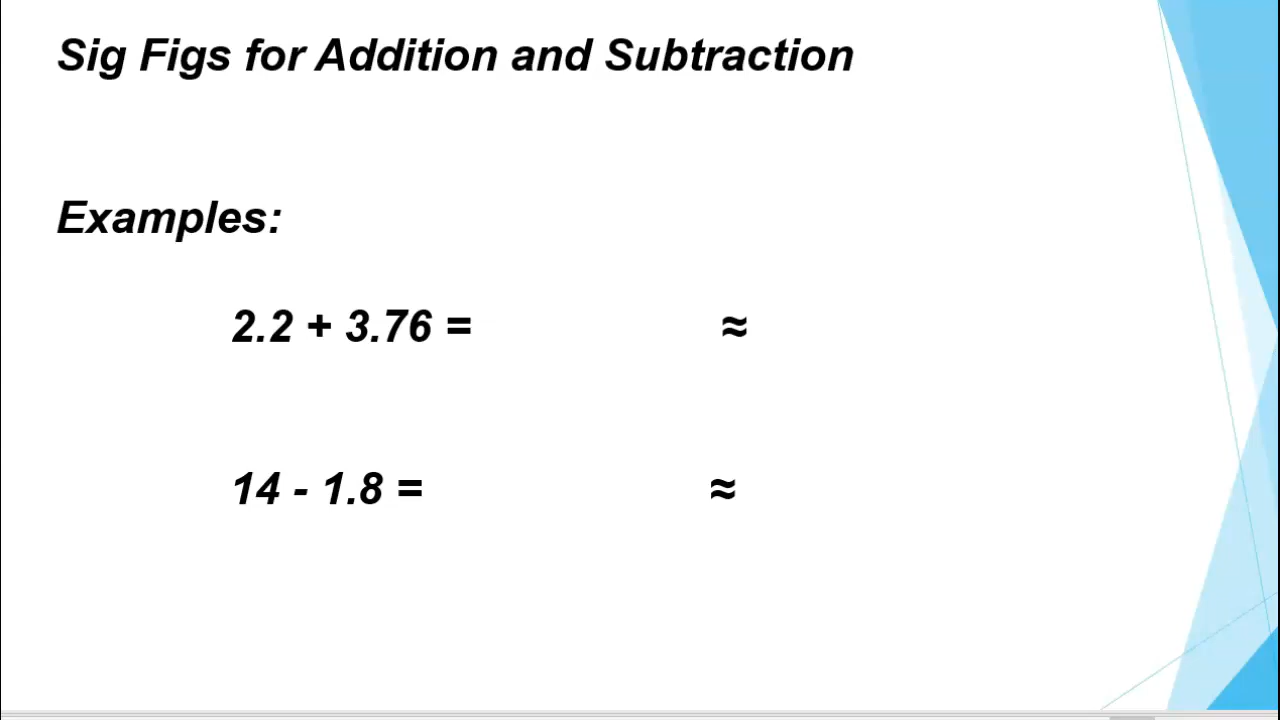 Sig Figs for Addition and Subtraction
Examples:
2.2 + 3.76 = ≈
14 - 1.8 = ≈